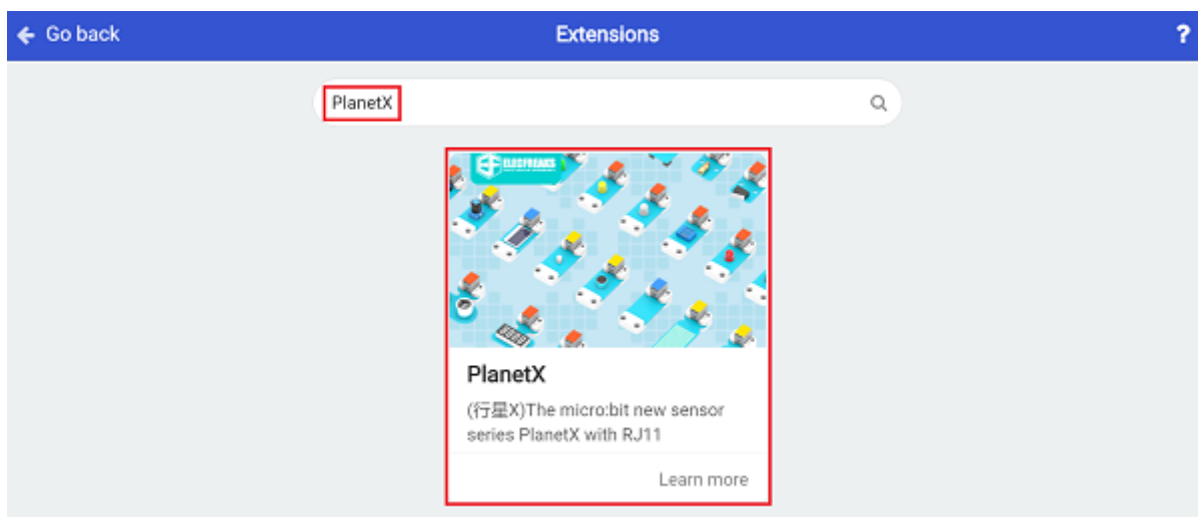 Go back
Extensions
?
PlanetX
ELECFREAKS
PlanetX
(行星X)The micro:bit new sensor
series PlanetX with RJ11
Learn more